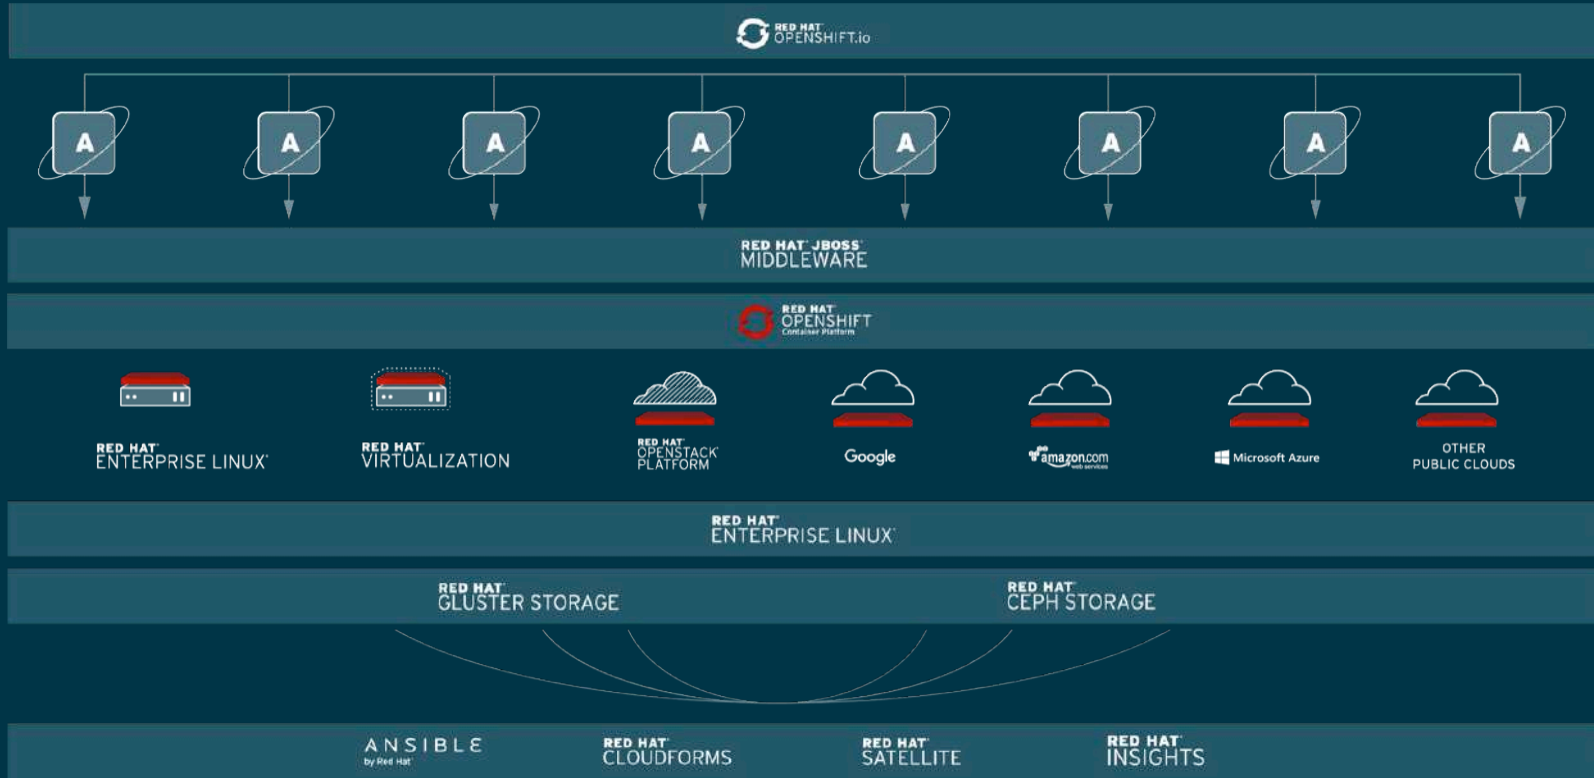 RED HAT®
OPENSHIFT.io
A A A A A A A A
RED HAT® JBOSS®
MIDDLEWARE
RED HAT®
OPENSHIFT
Container Platform
RED HAT®
ENTERPRISE LINUX®
RED HAT®
VIRTUALIZATION
RED HAT®
OPENSTACK®
PLATFORM
Google
amazon.com
web services
Microsoft Azure
OTHER
PUBLIC CLOUDS
RED HAT®
ENTERPRISE LINUX®
RED HAT®
GLUSTER STORAGE
RED HAT®
CEPH STORAGE
ANSIBLE
by Red Hat®
RED HAT®
CLOUDFORMS
RED HAT®
SATELLITE
RED HAT®
INSIGHTS